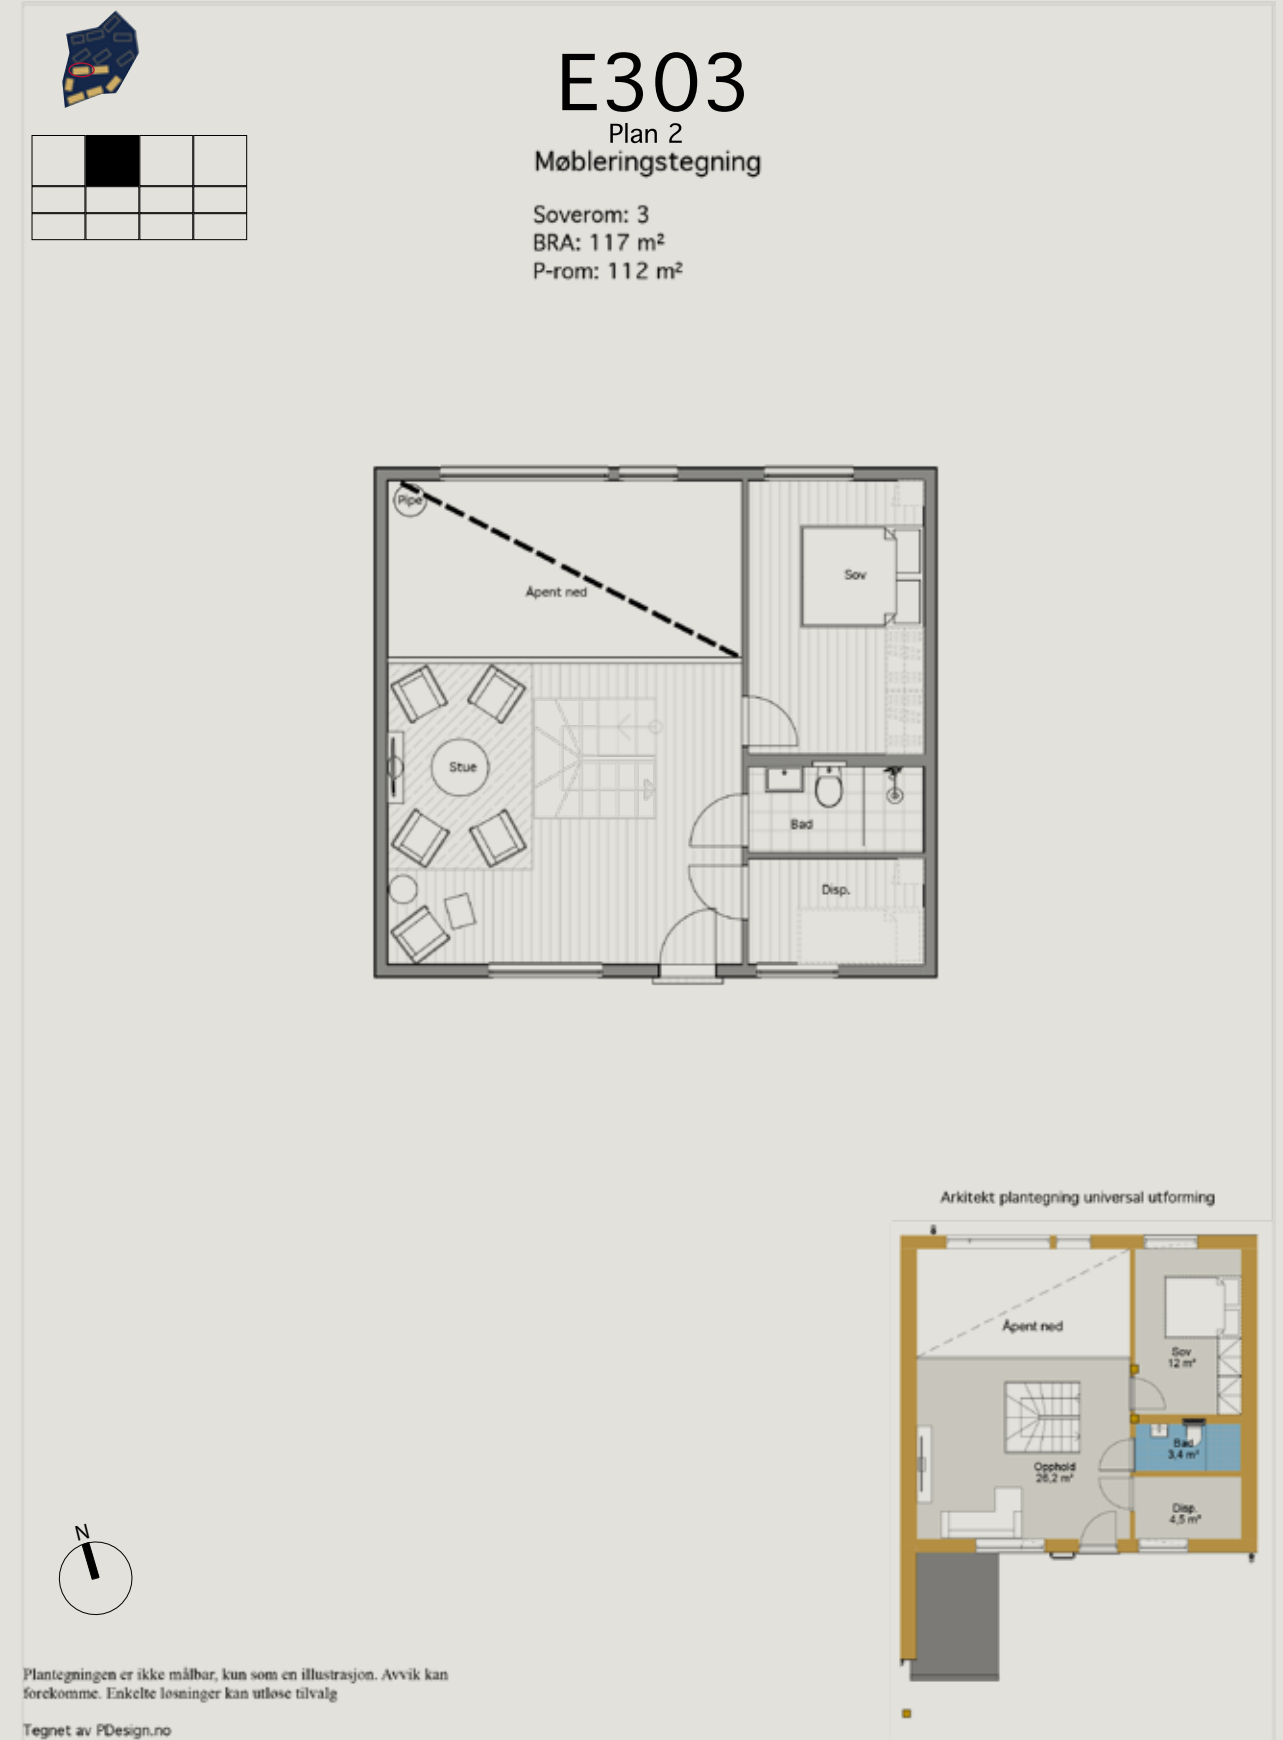 E303
Plan 2
Møbleringstegning
Soverom: 3
BRA: 117 m²
P-rom: 112 m²
Pipe
Åpent ned
Sov
Stue
Bad
Disp.
Arkitekt plantegning universal utforming
Åpent ned
Sov
12 m²
Bad
3,4 m²
Opphold
26,2 m²
Disp.
4,5 m²
N
Plantegningen er ikke målbar, kun som en illustrasjon. Avvik kan
forekomme. Enkelte løsninger kan utløse tilvalg
Tegnet av PDesign.no